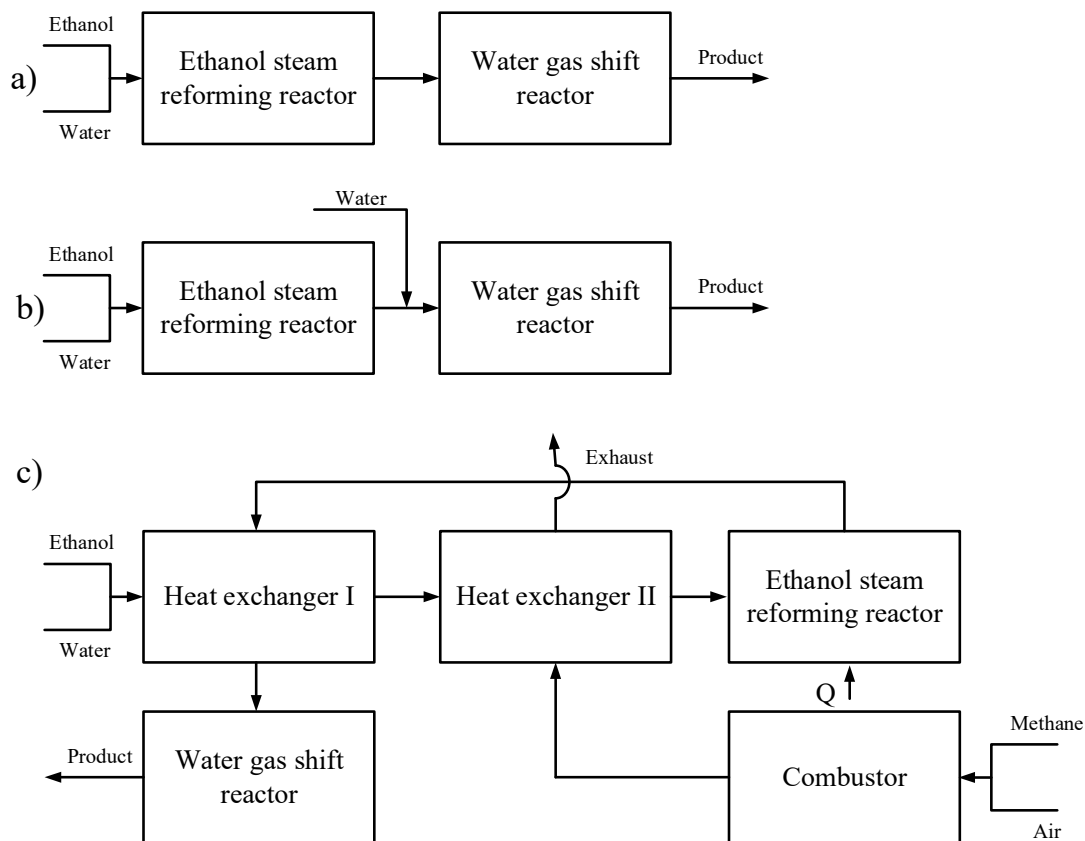 Ethanol
a)
Water
Ethanol steam
reforming reactor
Water gas shift
reactor
Product
Water
Ethanol
b)
Water
Ethanol steam
reforming reactor
Water gas shift
reactor
Product
c)
Exhaust
Ethanol
Water
Heat exchanger I
Heat exchanger II
Ethanol steam
reforming reactor
Q
Product
Water gas shift
reactor
Combustor
Methane
Air